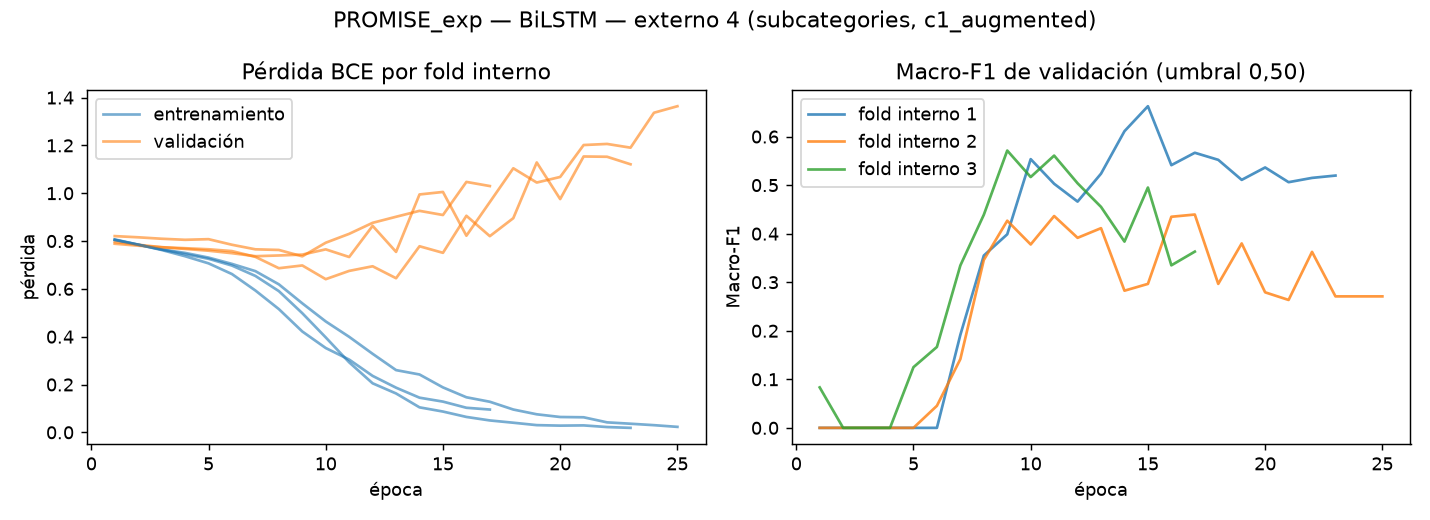 PROMISE_exp — BiLSTM — externo 4 (subcategories, c1_augmented)
Pérdida BCE por fold interno
entrenamiento
validación
1.4
1.2
1.0
0.8
0.6
0.4
0.2
0.0
pérdida
0
5
10
15
20
25
época
Macro-F1 de validación (umbral 0,50)
fold interno 1
fold interno 2
fold interno 3
0.6
0.5
0.4
0.3
0.2
0.1
0.0
Macro-F1
0
5
10
15
20
25
época